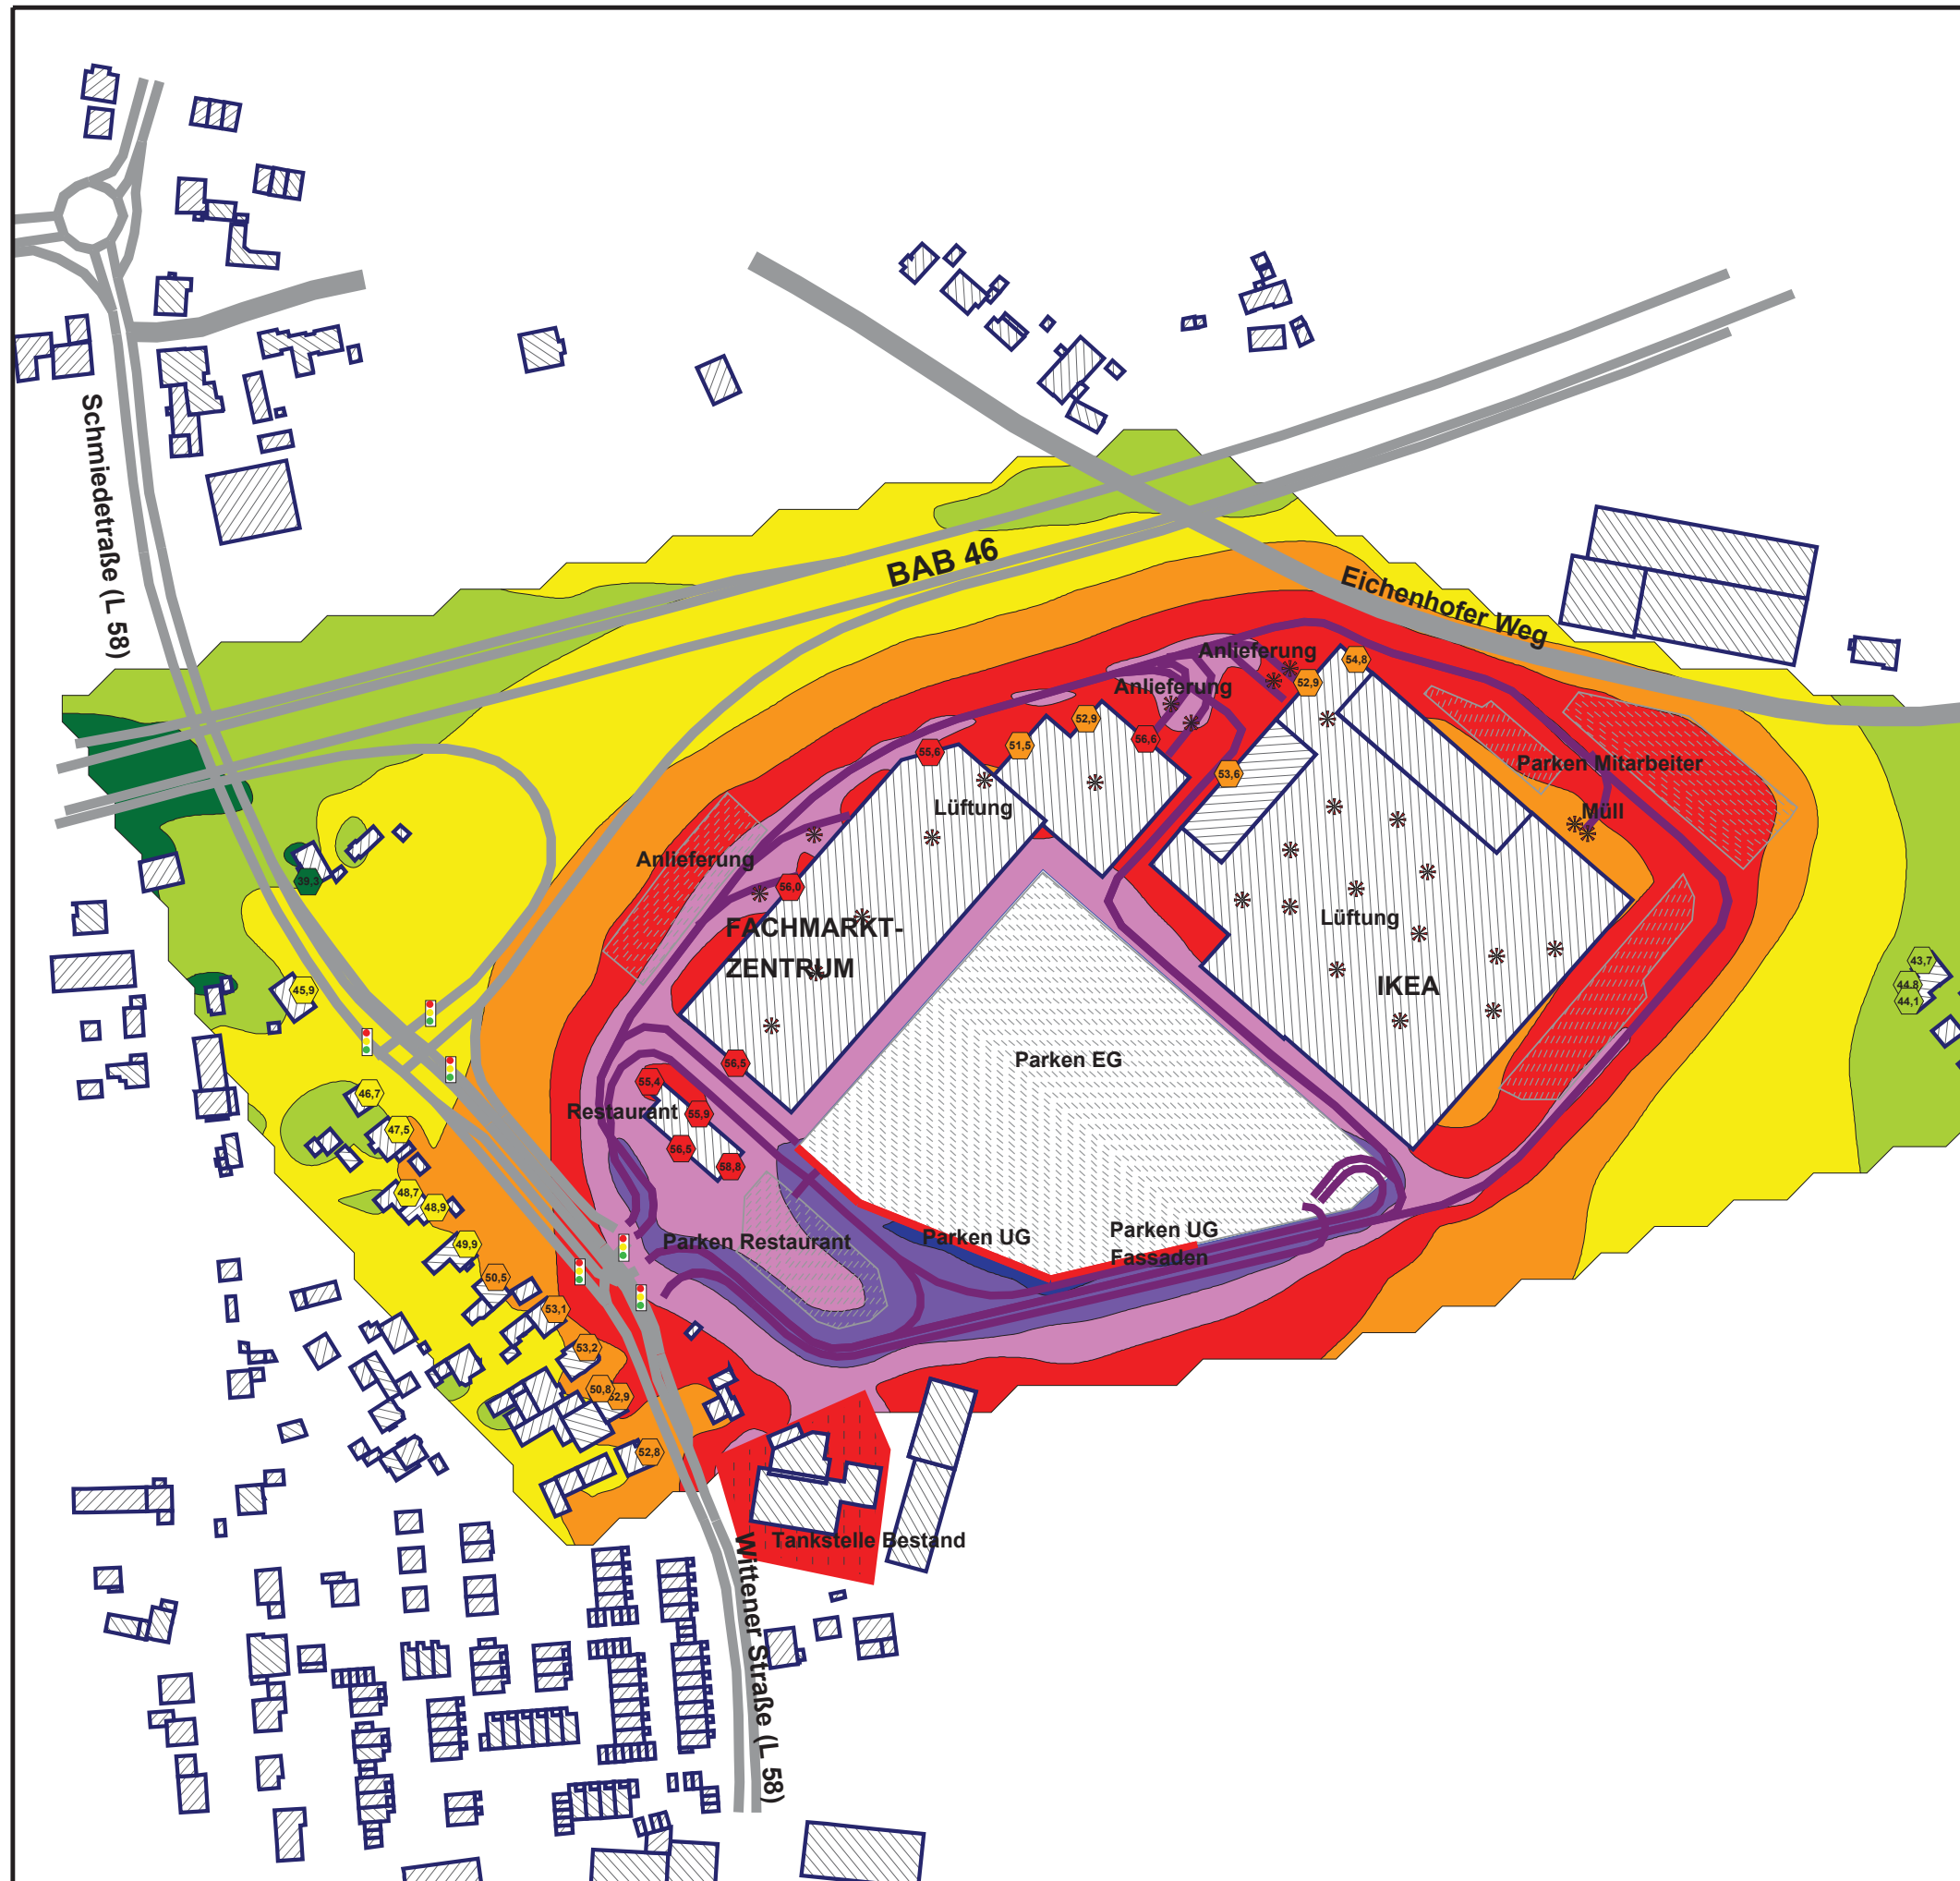 Schmiedetraße (L 58)
BAB 46
Eichenhofer Weg
Anlieferung
54,8
52,9
Anlieferung
52,9
56,6
51,5
55,6
53,6
Parken Mitarbeiter
Lüftung
Müll
Anlieferung
39,3
56,0
FACHMARKT-
ZENTRUM
Lüftung
IKEA
43,7
44,8
44,1
45,9
Parken EG
56,5
55,4
46,7
Restaurant
55,9
47,5
56,5
58,8
48,7
48,9
Parken UG
Parken UG
Fassaden
Parken Restaurant
49,9
50,5
53,1
53,2
50,8
52,9
52,8
Tankstelle Bestand
Wittener Straße (L 58)